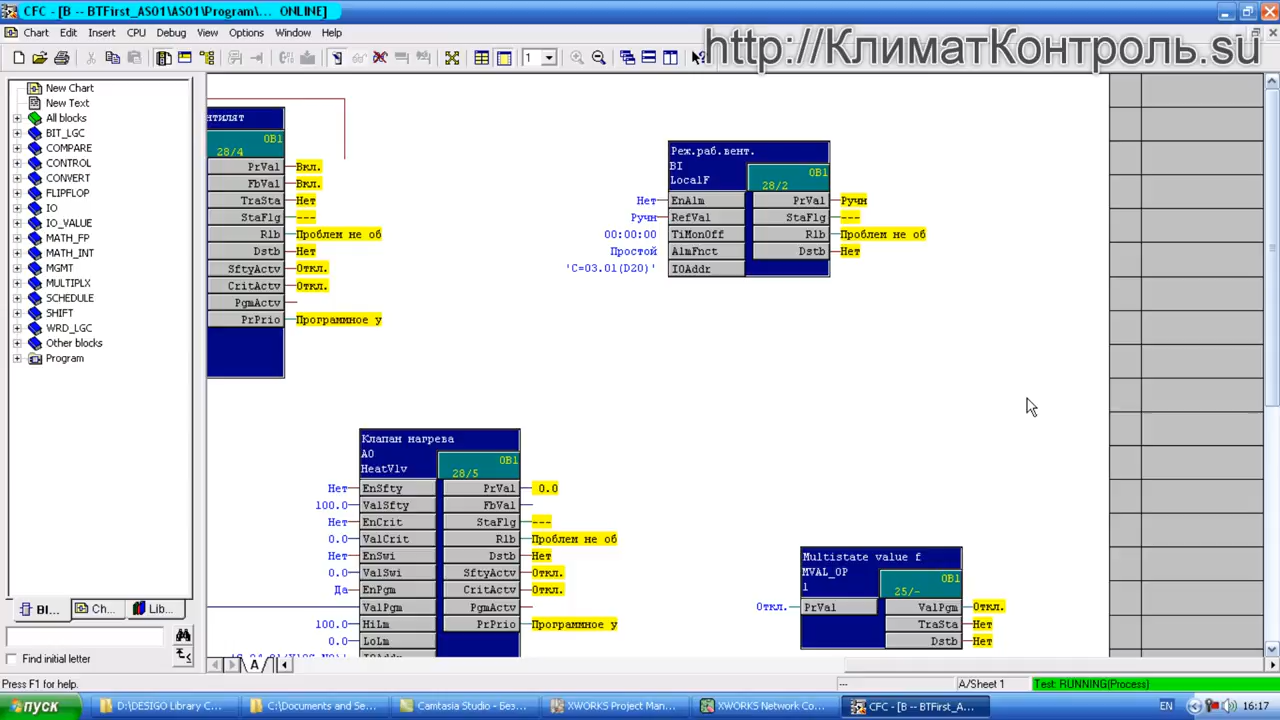 CFC - [B -- BTFirst_AS01\AS01\Program\... ONLINE]
http://КлиматКонтроль.su
Chart Edit Insert CPU Debug View Options Window Help
1
New Chart
New Text
All blocks
BIT_LGC
COMPARE
CONTROL
CONVERT
FLIPFLOP
IO
IO_VALUE
MATH_FP
MATH_INT
MGMT
MULTIPLX
SCHEDULE
SHIFT
WRD_LGC
Other blocks
Program
BI... Ch... Lib...
Find initial letter
нтилят
OB1
28/4
PrVal Вкл.
FbVal Вкл.
TraSta Нет
StaFlg ---
Rlb Проблем не об
Dstb Нет
SftyActv Откл.
CritActv Откл.
PgmActv
PrPrio Программное у
Реж.раб.вент.
BI
OB1
LocalF
28/2
Нет EnAlm PrVal Ручн
Ручн RefVal StaFlg ---
00:00:00 TiMonOff Rlb Проблем не об
Простой AlmFnct Dstb Нет
'C=03.01(D20)' IOAddr
Клапан нагрева
AO
OB1
HeatVlv
28/5
Нет EnSfty PrVal 0.0
100.0 ValSfty FbVal
Нет EnCrit StaFlg ---
0.0 ValCrit Rlb Проблем не об
Нет EnSwi Dstb Нет
0.0 ValSwi SftyActv Откл.
Да EnPgm CritActv Откл.
ValPgm PgmActv
100.0 HiLm PrPrio Программное у
0.0 LoLm
Multistate value f
MVAL_OP
OB1
1
25/-
Откл. PrVal ValPgm Откл.
TraSta Нет
Dstb Нет
A
Press F1 for help.
---
A/Sheet 1
Test: RUNNING(Process)
пуск
D:\DESIGO Library C...
C:\Documents and Se...
Camtasia Studio - Без...
XWORKS Project Man...
XWORKS Network Co...
CFC - [B -- BTFirst_A...
EN
16:17